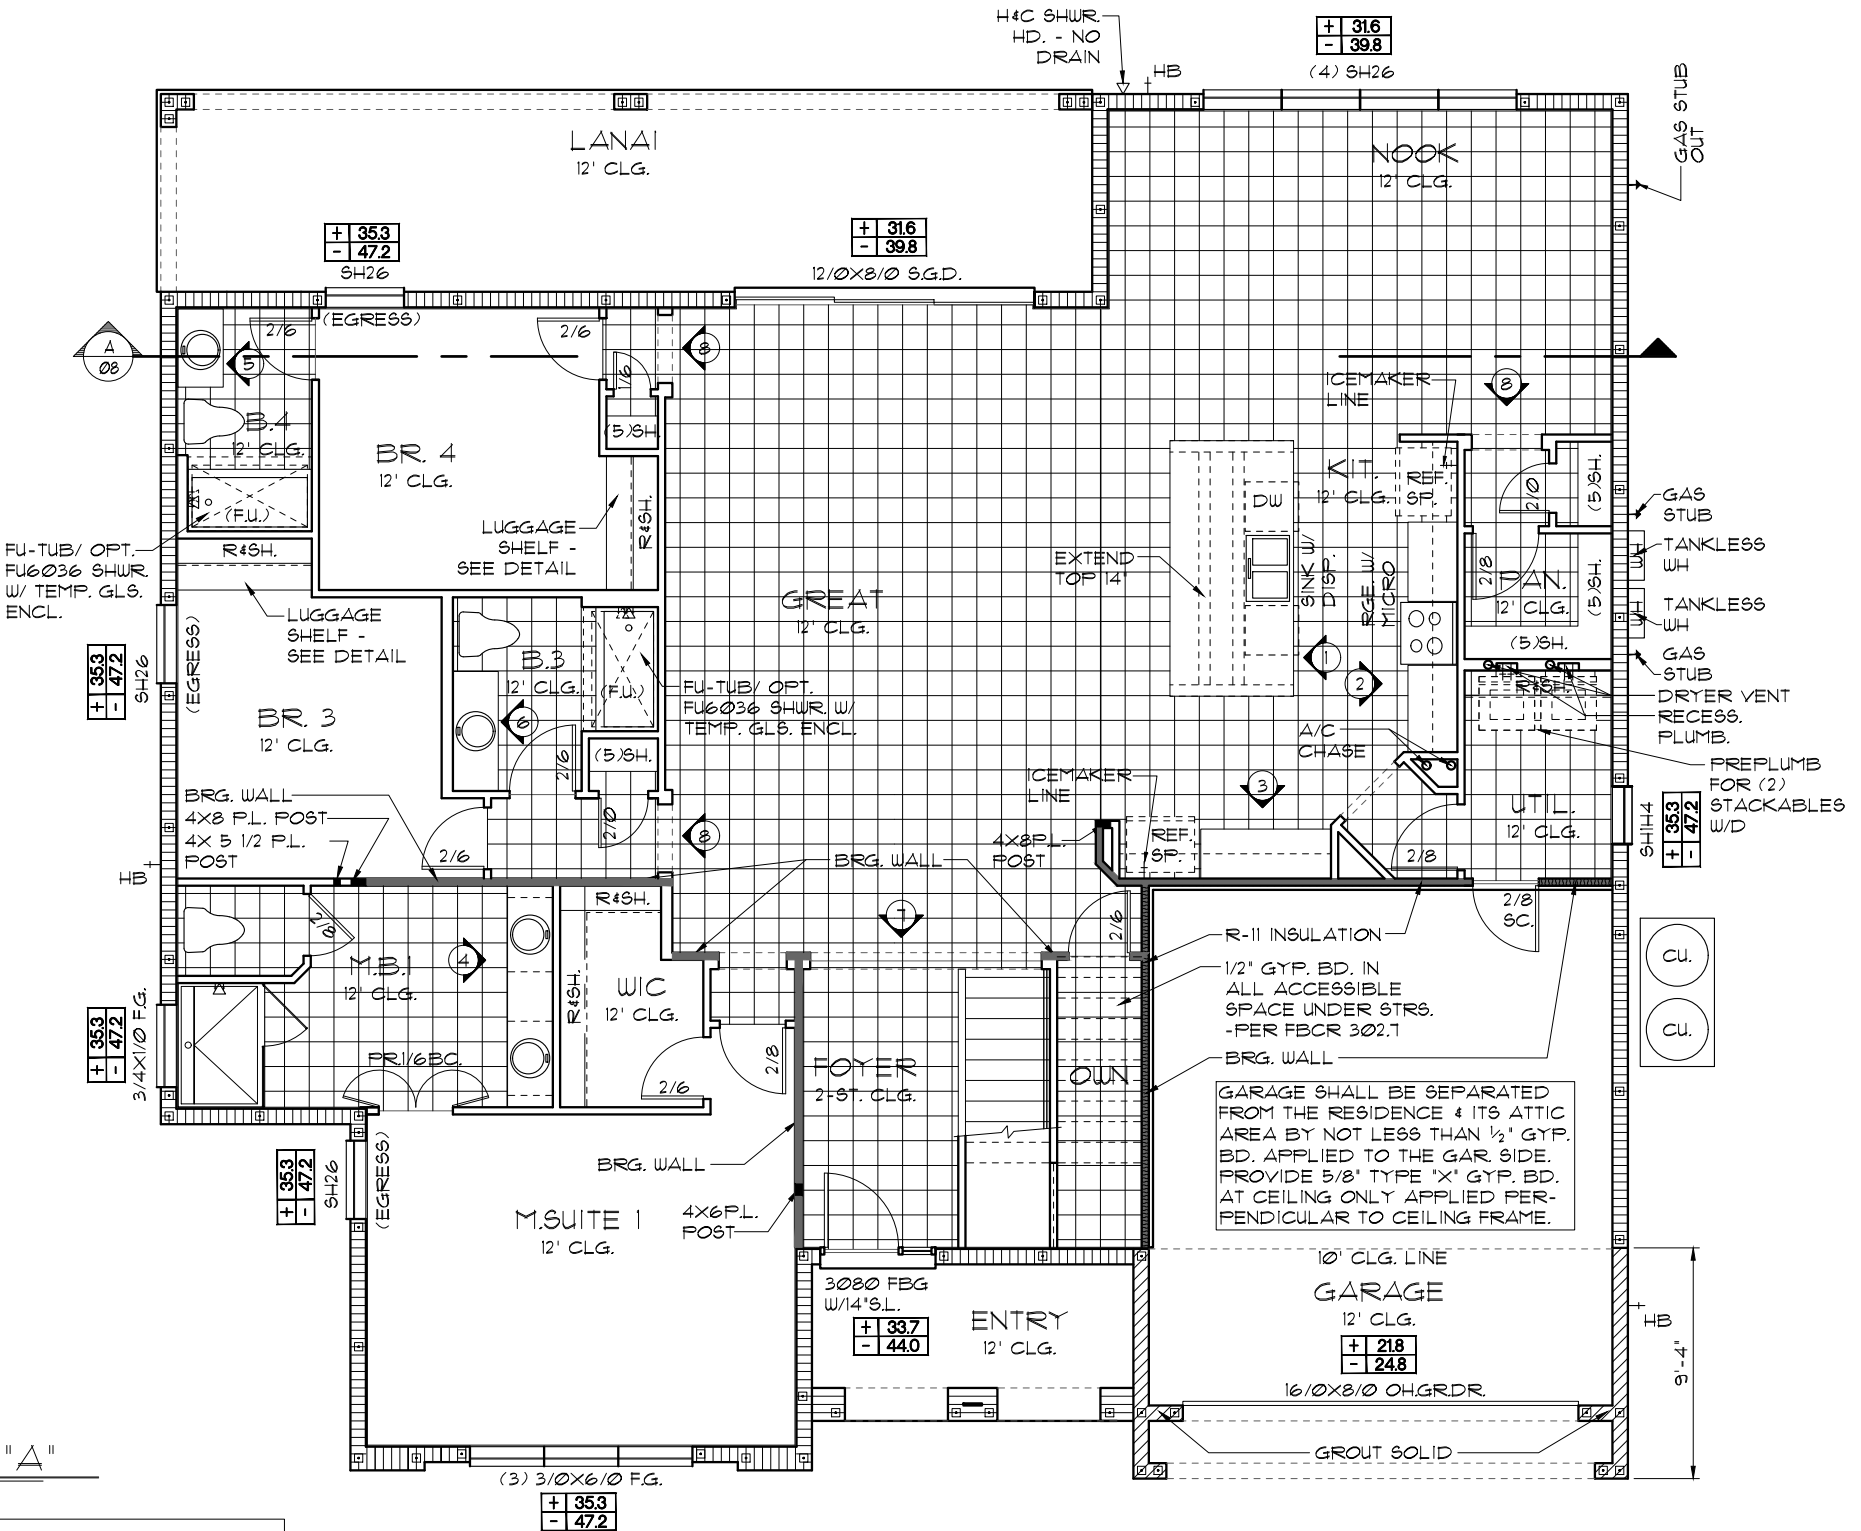 H&C SHWR.
HD. - NO
DRAIN
HB
+ 31.6
- 39.8
(4) SH26
GAS STUB
OUT
LANAI
12' CLG.
NOOK
12' CLG.
+ 35.3
- 47.2
SH26
(EGRESS)
+ 31.6
- 39.8
12/0X8/0 S.G.D.
A
08
2/6
2/6
1/6
5
8
8
ICEMAKER
LINE
B.4
12' CLG.
(F.U.)
BR. 4
12' CLG.
(5)SH.
R&SH.
LUGGAGE
SHELF -
SEE DETAIL
KIT.
12' CLG.
REF.
SP.
DW
2/0
(5)SH.
GAS
STUB
FU-TUB/ OPT.
FU6036 SHWR.
W/ TEMP. GLS.
ENCL.
R&SH.
EXTEND
TOP 14"
SINK W/
DISP.
RGE. W/
MICRO
2/8
PAN.
12' CLG.
(5)SH.
(5)SH.
TANKLESS
WH
TANKLESS
WH
GAS
STUB
LUGGAGE
SHELF -
SEE DETAIL
GREAT
12' CLG.
+ 35.3
- 47.2
SH26
(EGRESS)
B.3
12' CLG.
(F.U.)
FU-TUB/ OPT.
FU6036 SHWR. W/
TEMP. GLS. ENCL.
1
2
R&SH.
DRYER VENT
RECESS.
PLUMB.
BR. 3
12' CLG.
6
2/6
(5)SH.
2/0
A/C
CHASE
PREPLUMB
FOR (2)
STACKABLES
W/D
ICEMAKER
LINE
3
UTIL.
12' CLG.
BRG. WALL
4X8 P.L. POST
4X 5 1/2 P.L.
POST
HB
2/6
8
BRG. WALL
4X8P.L.
POST
REF.
SP.
2/8
SHIH4
+ 35.3
- 47.2
2/8
R&SH.
R&SH.
7
2/6
2/8
SC.
M.B.1
12' CLG.
4
WIC
12' CLG.
R-11 INSULATION
1/2" GYP. BD. IN
ALL ACCESSIBLE
SPACE UNDER STRS.
-PER FBCR 302.7
BRG. WALL
CU.
CU.
+ 35.3
- 47.2
3/4X1/0 F.G.
PR.1/6BC.
2/6
2/8
FOYER
2-ST. CLG.
OWN
GARAGE SHALL BE SEPARATED
FROM THE RESIDENCE & ITS ATTIC
AREA BY NOT LESS THAN ½" GYP.
BD. APPLIED TO THE GAR. SIDE.
PROVIDE 5/8" TYPE "X" GYP. BD.
AT CEILING ONLY APPLIED PER-
PENDICULAR TO CEILING FRAME.
+ 35.3
- 47.2
SH26
(EGRESS)
BRG. WALL
M.SUITE 1
12' CLG.
4X6P.L.
POST
3080 FBG
W/14"S.L.
+ 33.7
- 44.0
ENTRY
12' CLG.
10' CLG. LINE
GARAGE
12' CLG.
+ 21.8
- 24.8
16/0X8/0 OH.GR.DR.
HB
9'-4"
GROUT SOLID
"A"
(3) 3/0X6/0 F.G.
+ 35.3
- 47.2